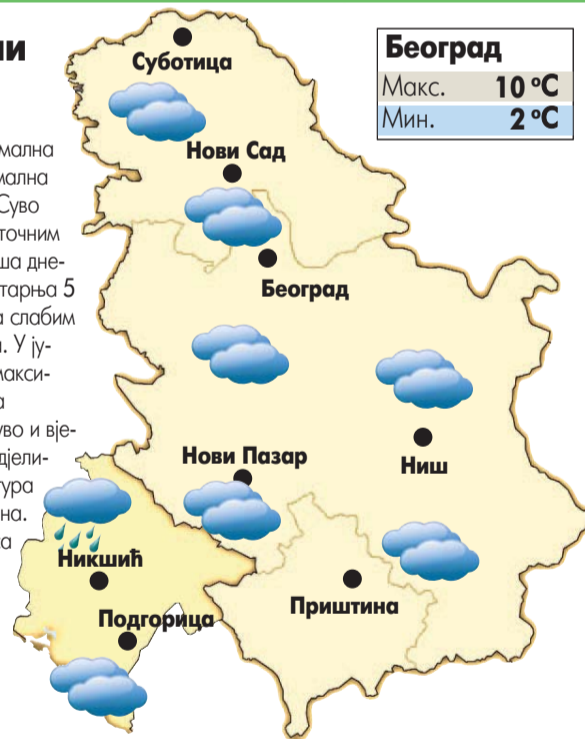 ни
мална
мална
Суво
точним
ша дне-
тарња 5
а слабим
и. У ју-
макси-
а
уво и вје-
дјели-
тура
на.
са
Суботица
Нови Сад
Београд
Нови Пазар
Ниш
Никшић
Подгорица
Приштина
Београд
Макс. 10 °C
Мин. 2 °C